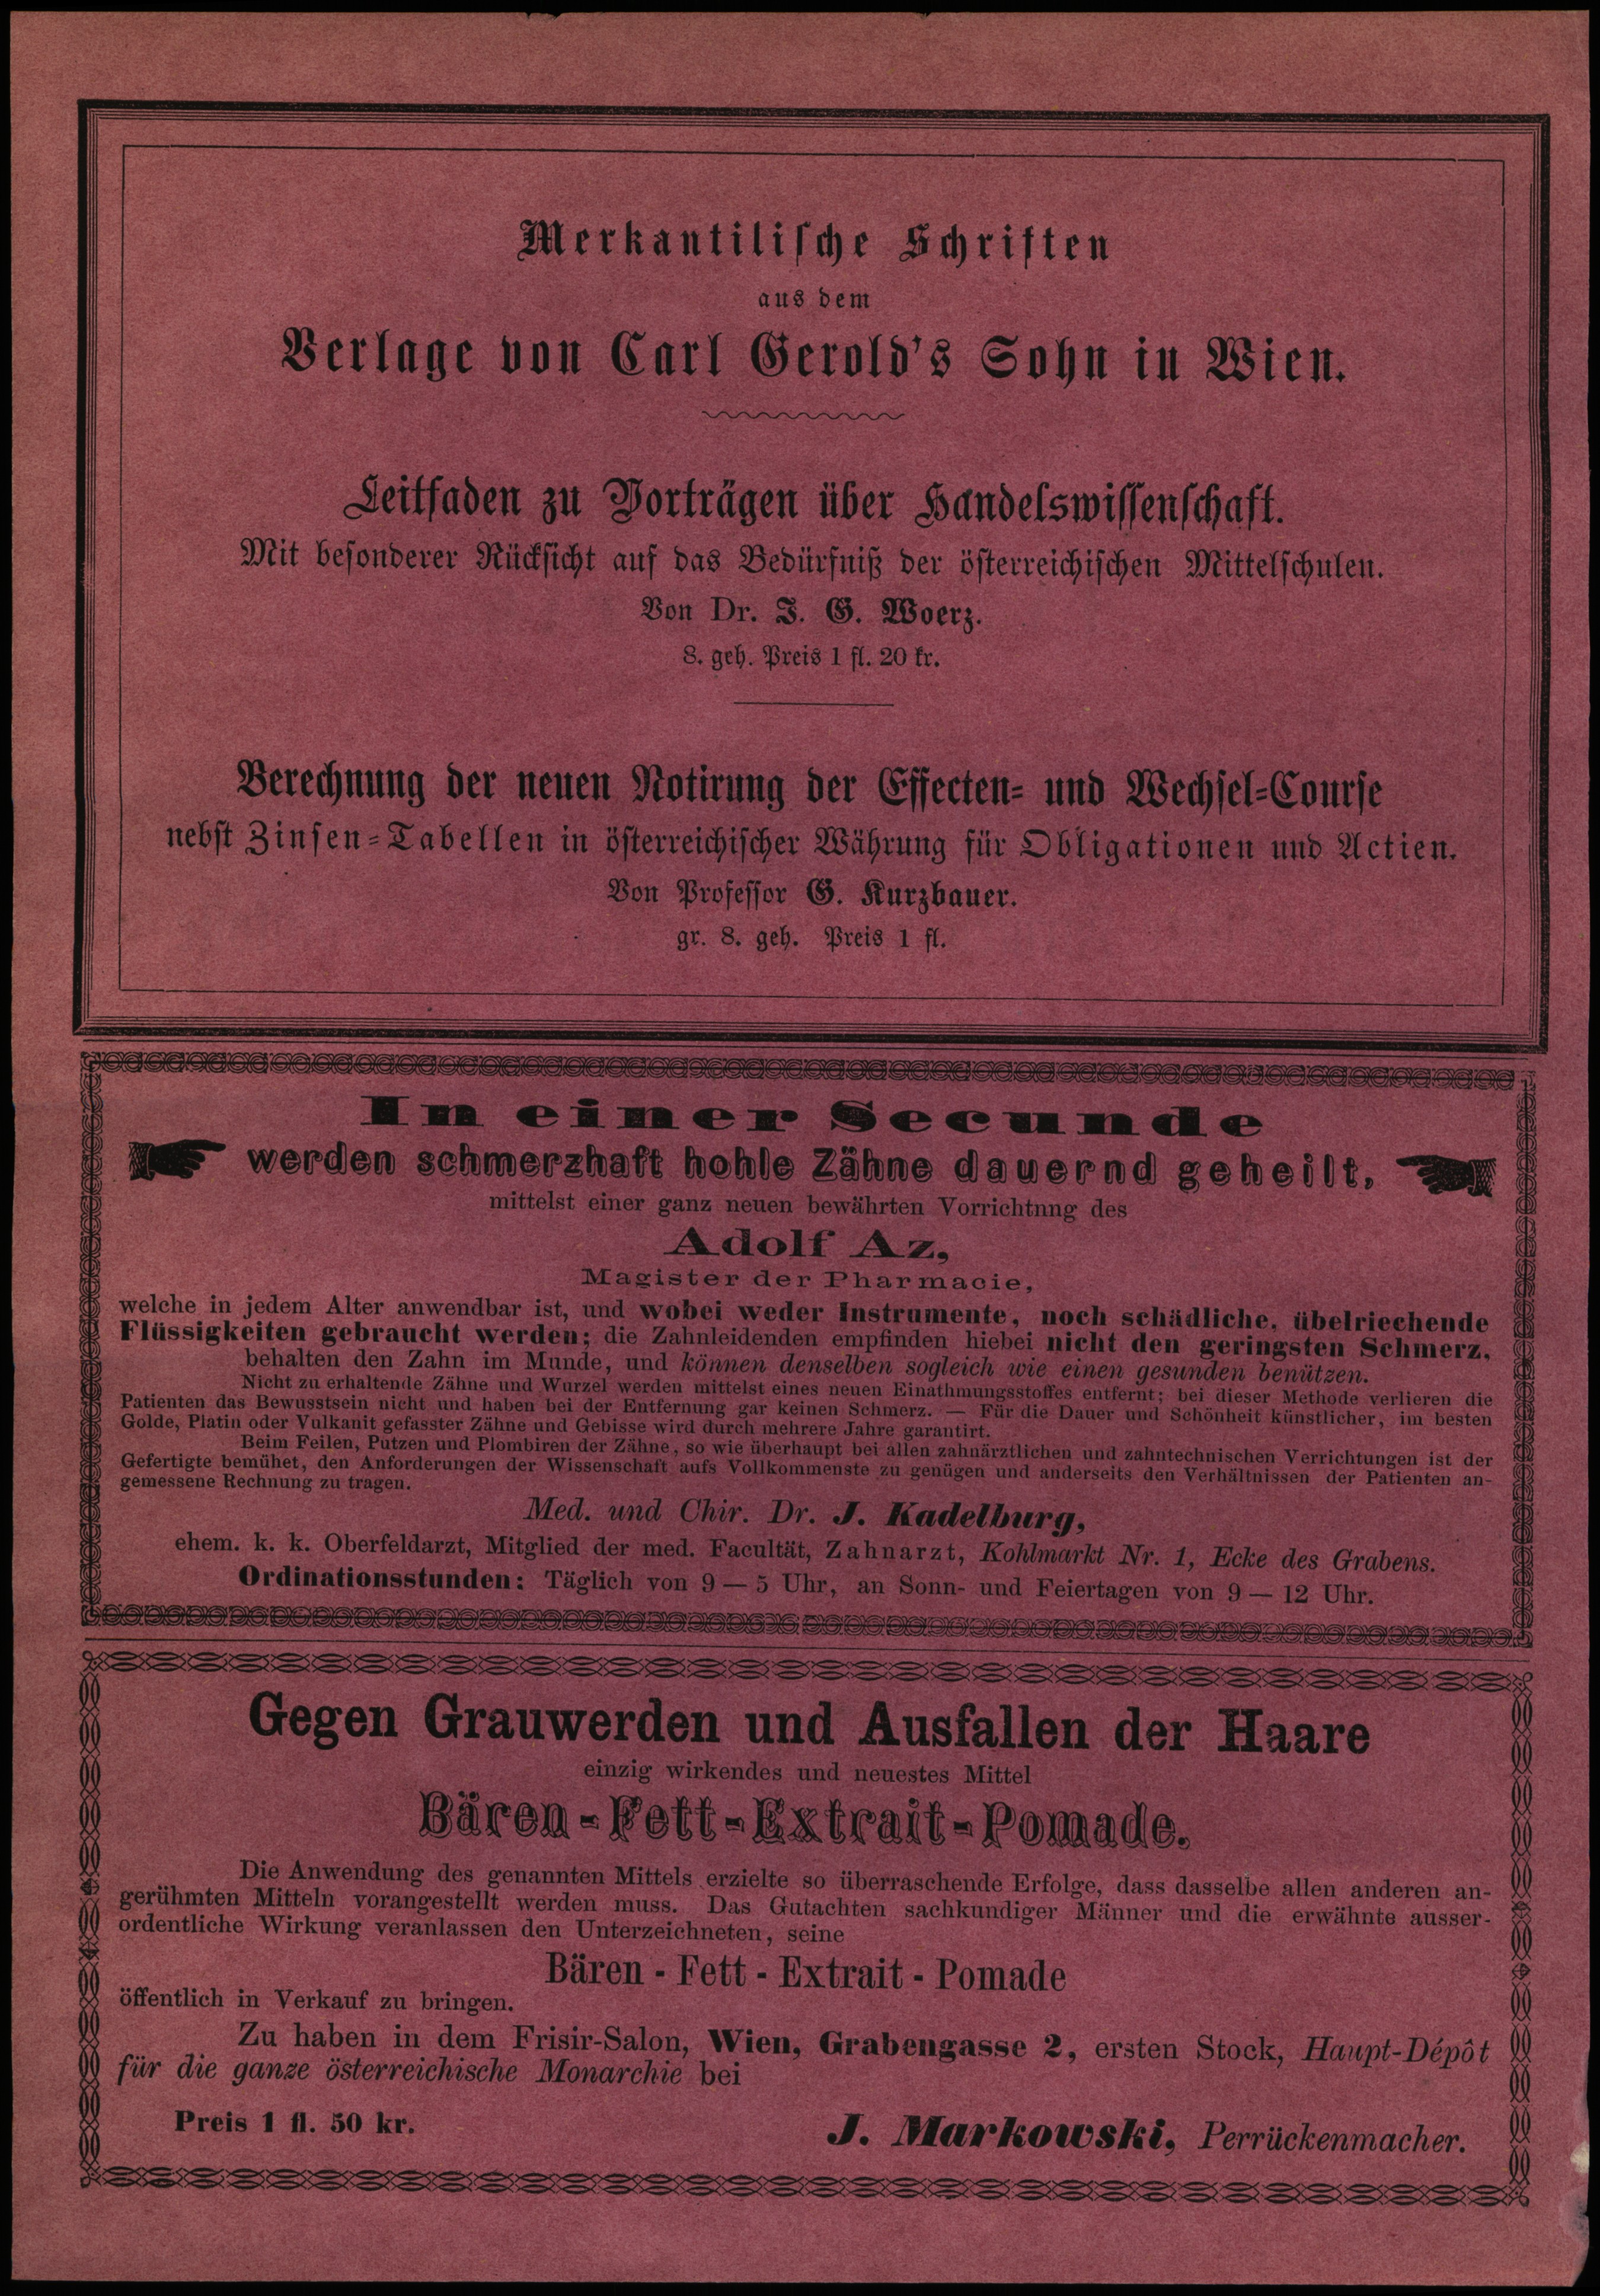 Merkantilische Schriften
aus dem
Verlage von Carl Gerold's Sohn in Wien.
Leitfaden zu Vorträgen über Handelswissenschaft.
Mit besonderer Rücksicht auf das Bedürfniß der österreichischen Mittelschulen.
Von Dr. J. G. Woerz.
8. geh. Preis 1 fl. 20 kr.
Berechnung der neuen Notirung der Effecten- und Wechsel-Course
nebst Zinsen-Tabellen in österreichischer Währung für Obligationen und Actien.
Von Professor G. Kurzbauer.
gr. 8. geh. Preis 1 fl.
In einer Secunde
werden schmerzhaft hohle Zähne dauernd geheilt,
mittelst einer ganz neuen bewährten Vorrichtnng des
Adolf Az,
Magister der Pharmacie,
welche in jedem Alter anwendbar ist, und wobei weder Instrumente, noch schädliche, übelriechende
Flüssigkeiten gebraucht werden; die Zahnleidenden empfinden hiebei nicht den geringsten Schmerz,
behalten den Zahn im Munde, und können denselben sogleich wie einen gesunden benützen.
Nicht zu erhaltende Zähne und Wurzel werden mittelst eines neuen Einathmungsstoffes entfernt; bei dieser Methode verlieren die
Patienten das Bewusstsein nicht und haben bei der Entfernung gar keinen Schmerz. — Für die Dauer und Schönheit künstlicher, im besten
Golde, Platin oder Vulkanit gefasster Zähne und Gebisse wird durch mehrere Jahre garantirt.
Beim Feilen, Putzen und Plombiren der Zähne, so wie überhaupt bei allen zahnärztlichen und zahntechnischen Verrichtungen ist der
Gefertigte bemühet, den Anforderungen der Wissenschaft aufs Vollkommenste zu genügen und anderseits den Verhältnissen der Patienten an-
gemessene Rechnung zu tragen.
Med. und Chir. Dr. J. Kadelburg,
ehem. k. k. Oberfeldarzt, Mitglied der med. Facultät, Zahnarzt, Kohlmarkt Nr. 1, Ecke des Grabens.
Ordinationsstunden: Täglich von 9 — 5 Uhr, an Sonn- und Feiertagen von 9 — 12 Uhr.
Gegen Grauwerden und Ausfallen der Haare
einzig wirkendes und neuestes Mittel
Bären-Fett-Extrait-Pomade.
Die Anwendung des genannten Mittels erzielte so überraschende Erfolge, dass dasselbe allen anderen an-
gerühmten Mitteln vorangestellt werden muss. Das Gutachten sachkundiger Männer und die erwähnte ausser-
ordentliche Wirkung veranlassen den Unterzeichneten, seine
Bären - Fett - Extrait - Pomade
öffentlich in Verkauf zu bringen.
Zu haben in dem Frisir-Salon, Wien, Grabengasse 2, ersten Stock, Haupt-Dépôt
für die ganze österreichische Monarchie bei
Preis 1 fl. 50 kr.
J. Markowski, Perrückenmacher.